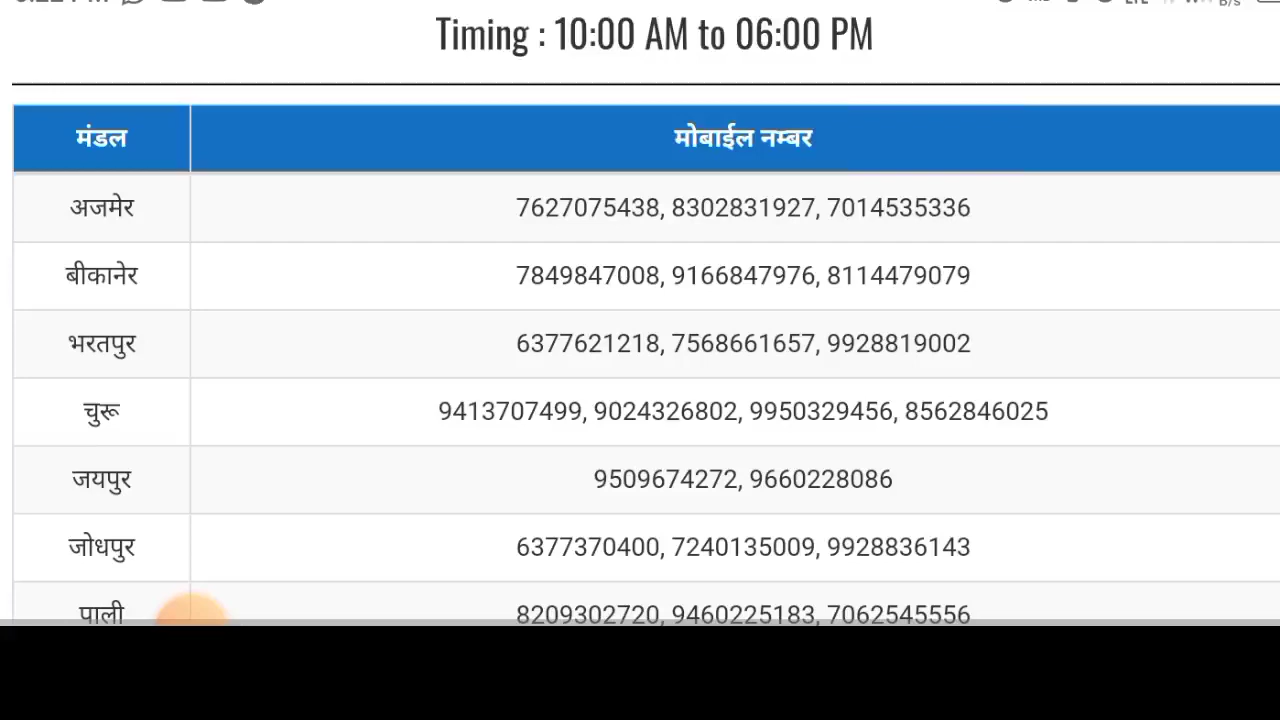 Timing : 10:00 AM to 06:00 PM
मंडल मोबाईल नम्बर
अजमेर 7627075438, 8302831927, 7014535336
बीकानेर 7849847008, 9166847976, 8114479079
भरतपुर 6377621218, 7568661657, 9928819002
चुरू 9413707499, 9024326802, 9950329456, 8562846025
जयपुर 9509674272, 9660228086
जोधपुर 6377370400, 7240135009, 9928836143
पाली 8209302720, 9460225183, 7062545556